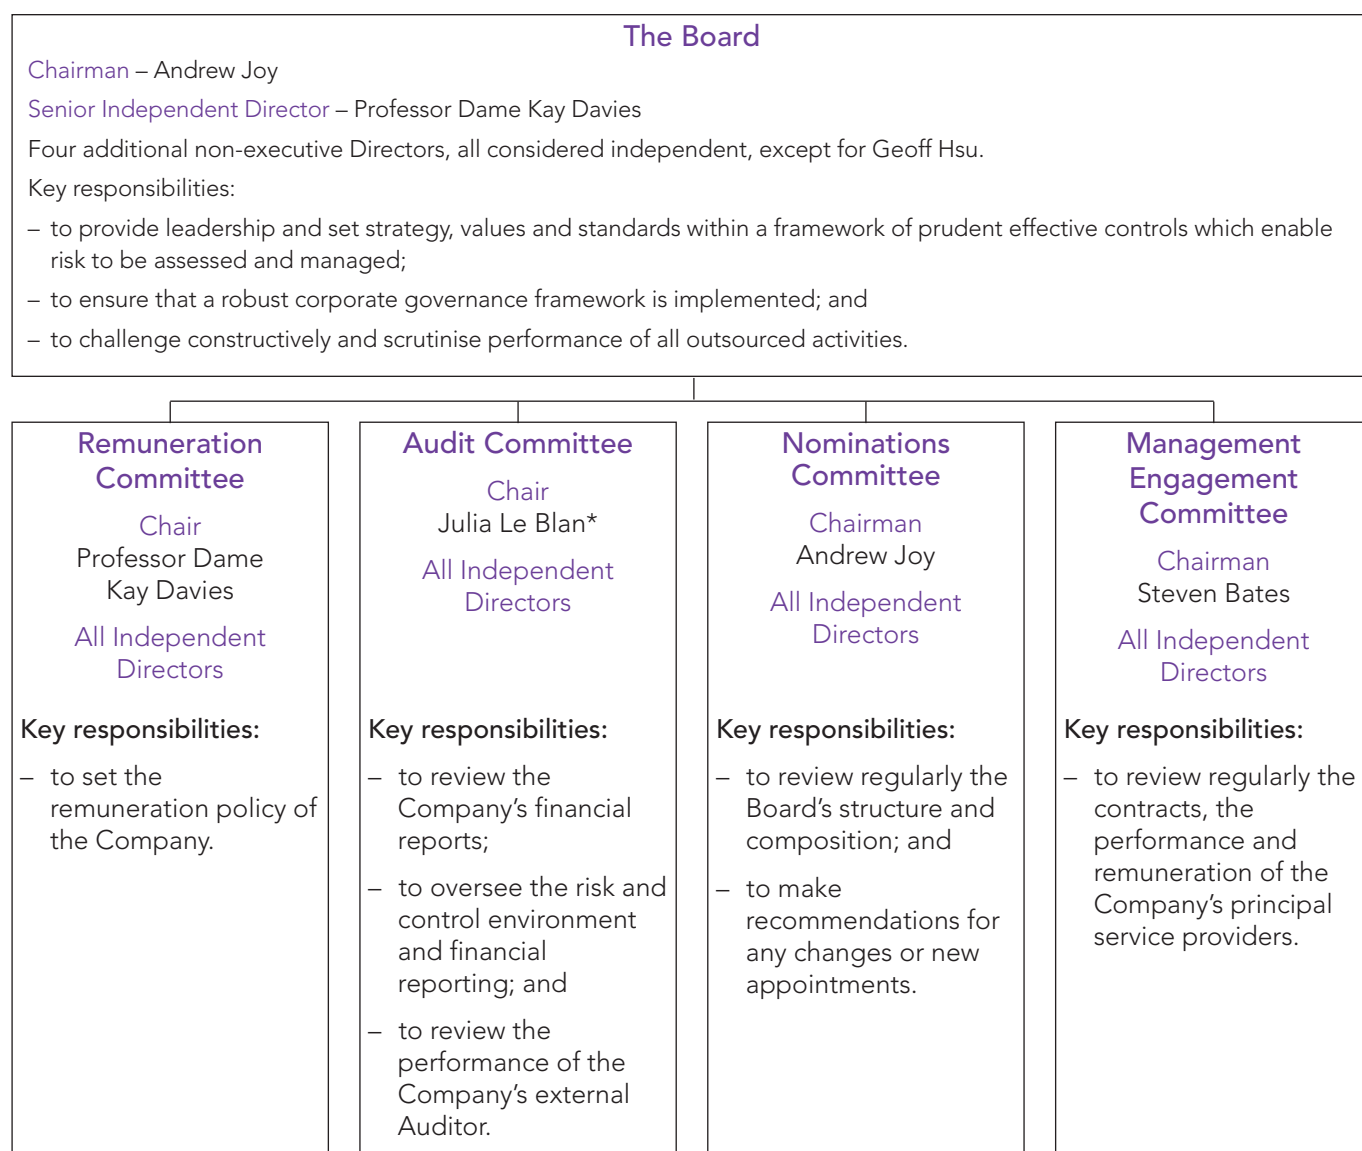 The Board
Chairman – Andrew Joy
Senior Independent Director – Professor Dame Kay Davies
Four additional non-executive Directors, all considered independent, except for Geoff Hsu.
Key responsibilities:
– to provide leadership and set strategy, values and standards within a framework of prudent effective controls which enable
risk to be assessed and managed;
– to ensure that a robust corporate governance framework is implemented; and
– to challenge constructively and scrutinise performance of all outsourced activities.
Remuneration
Committee
Chair
Professor Dame
Kay Davies
All Independent
Directors
Key responsibilities:
– to set the
remuneration policy of
the Company.
Audit Committee
Chair
Julia Le Blan*
All Independent
Directors
Key responsibilities:
– to review the
Company’s financial
reports;
– to oversee the risk and
control environment
and financial
reporting; and
– to review the
performance of the
Company’s external
Auditor.
Nominations
Committee
Chairman
Andrew Joy
All Independent
Directors
Key responsibilities:
– to review regularly the
Board’s structure and
composition; and
– to make
recommendations for
any changes or new
appointments.
Management
Engagement
Committee
Chairman
Steven Bates
All Independent
Directors
Key responsibilities:
– to review regularly the
contracts, the
performance and
remuneration of the
Company’s principal
service providers.